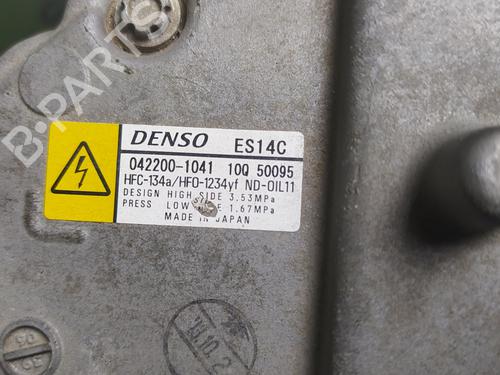 DENSO ES14C
042200-1041 10Q 50095
HFC-134a/HFO-1234yf ND-OIL11
DESIGN HIGH SIDE 3.53MPa
PRESS LOW 1.67MPa
MADE IN JAPAN
B-PARTS